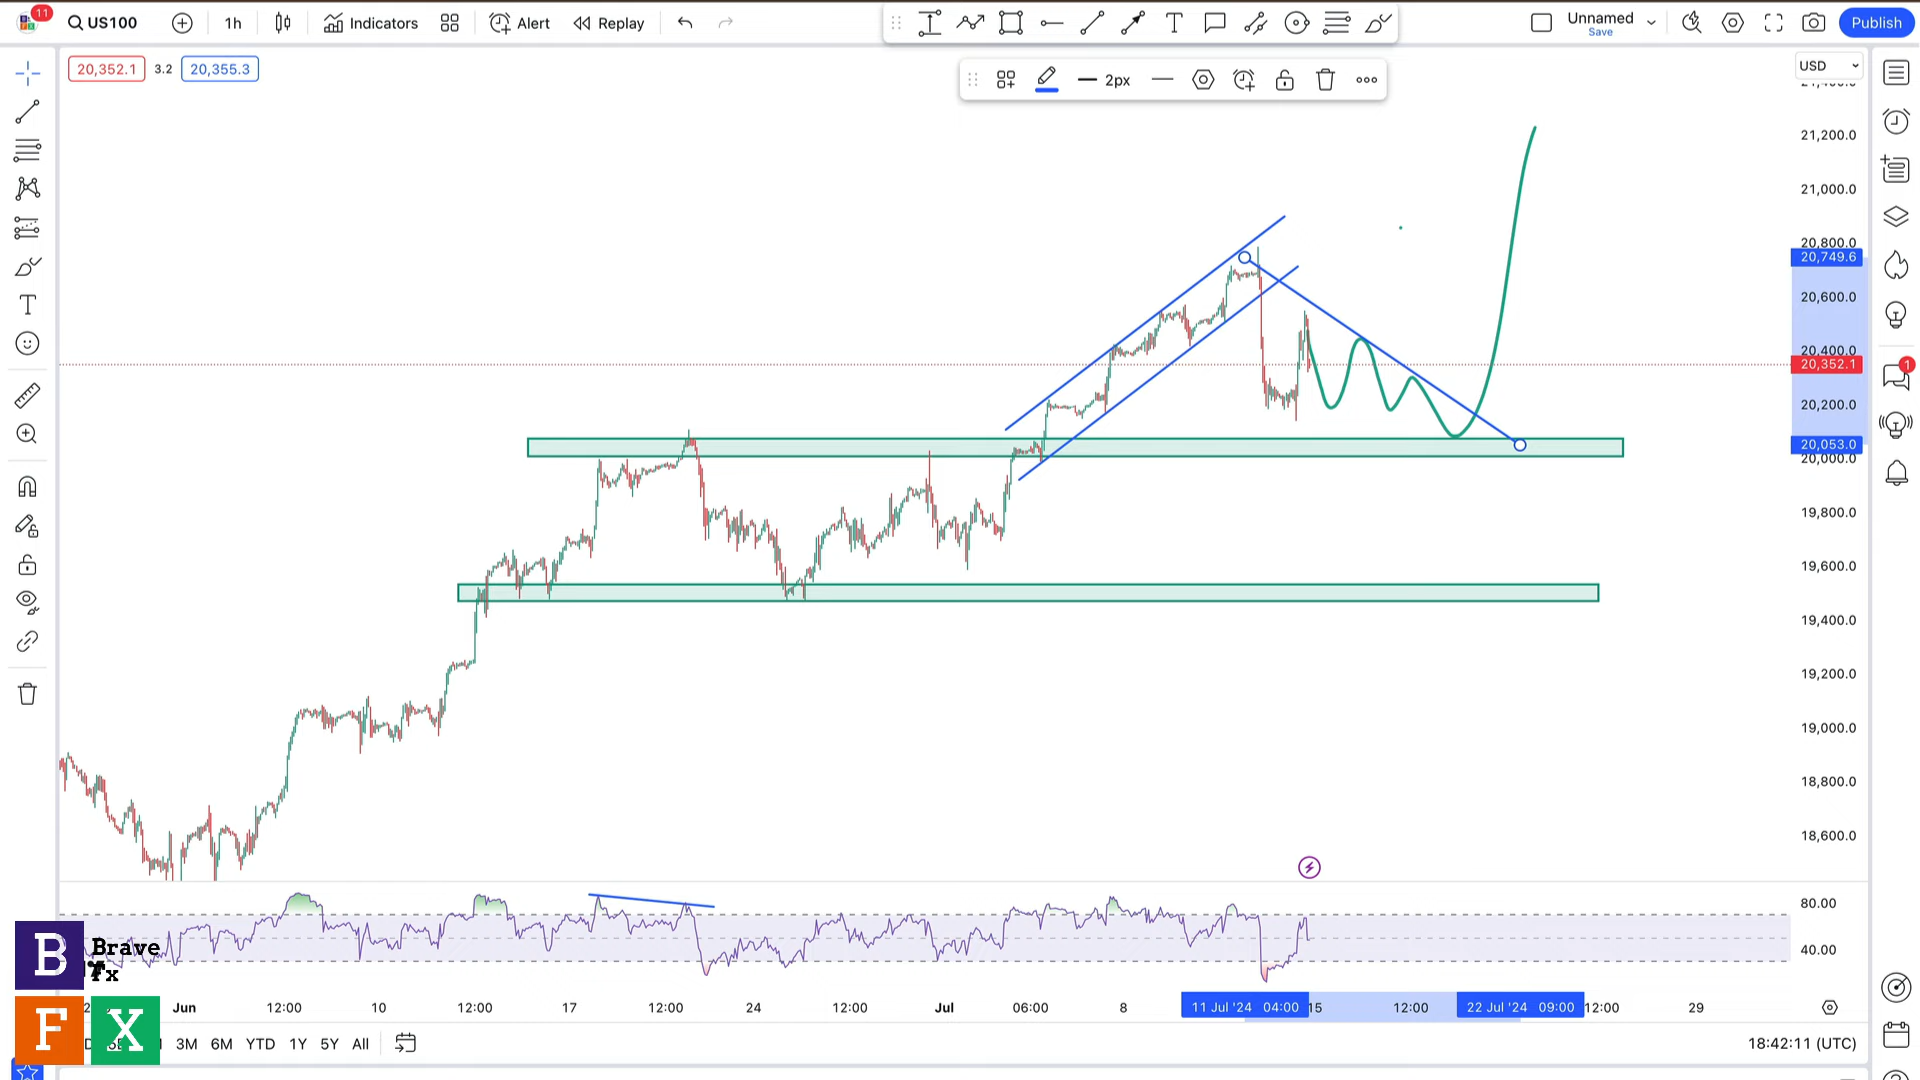 11 US100 1h Indicators Alert Replay Unnamed Publish
Save
20,352.1 3.2 20,355.3 2px USD
21,200.0
21,000.0
20,800.0
20,749.6
20,600.0
20,400.0
20,352.1
1
20,200.0
20,053.0
20,000.0
19,800.0
19,600.0
19,400.0
19,200.0
19,000.0
18,800.0
18,600.0
80.00
40.00
B Brave
Fx
F X
Jun 12:00 10 12:00 17 12:00 24 12:00 Jul 06:00 8 11 Jul '24 04:00 15 12:00 22 Jul '24 09:00 12:00 29
3M 6M YTD 1Y 5Y All 18:42:11 (UTC)